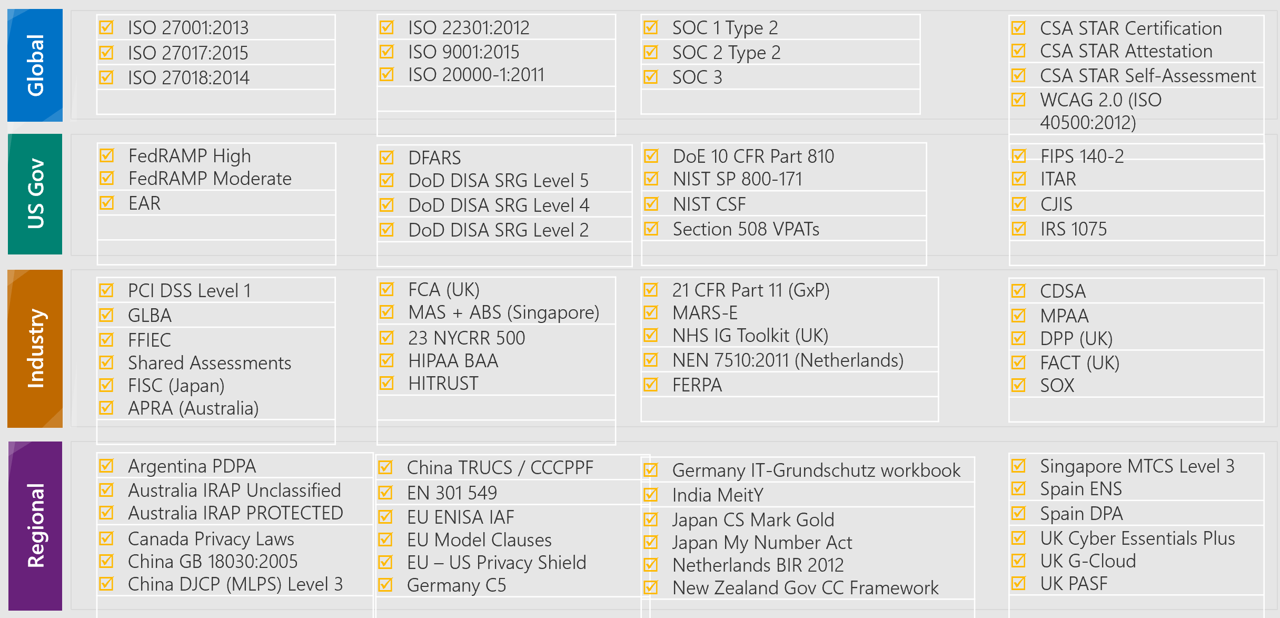 Global
ISO 27001:2013
ISO 27017:2015
ISO 27018:2014
ISO 22301:2012
ISO 9001:2015
ISO 20000-1:2011
SOC 1 Type 2
SOC 2 Type 2
SOC 3
CSA STAR Certification
CSA STAR Attestation
CSA STAR Self-Assessment
WCAG 2.0 (ISO
40500:2012)
US Gov
FedRAMP High
FedRAMP Moderate
EAR
DFARS
DoD DISA SRG Level 5
DoD DISA SRG Level 4
DoD DISA SRG Level 2
DoE 10 CFR Part 810
NIST SP 800-171
NIST CSF
Section 508 VPATs
FIPS 140-2
ITAR
CJIS
IRS 1075
Industry
PCI DSS Level 1
GLBA
FFIEC
Shared Assessments
FISC (Japan)
APRA (Australia)
FCA (UK)
MAS + ABS (Singapore)
23 NYCRR 500
HIPAA BAA
HITRUST
21 CFR Part 11 (GxP)
MARS-E
NHS IG Toolkit (UK)
NEN 7510:2011 (Netherlands)
FERPA
CDSA
MPAA
DPP (UK)
FACT (UK)
SOX
Regional
Argentina PDPA
Australia IRAP Unclassified
Australia IRAP PROTECTED
Canada Privacy Laws
China GB 18030:2005
China DJCP (MLPS) Level 3
China TRUCS / CCCPPF
EN 301 549
EU ENISA IAF
EU Model Clauses
EU – US Privacy Shield
Germany C5
Germany IT-Grundschutz workbook
India MeitY
Japan CS Mark Gold
Japan My Number Act
Netherlands BIR 2012
New Zealand Gov CC Framework
Singapore MTCS Level 3
Spain ENS
Spain DPA
UK Cyber Essentials Plus
UK G-Cloud
UK PASF